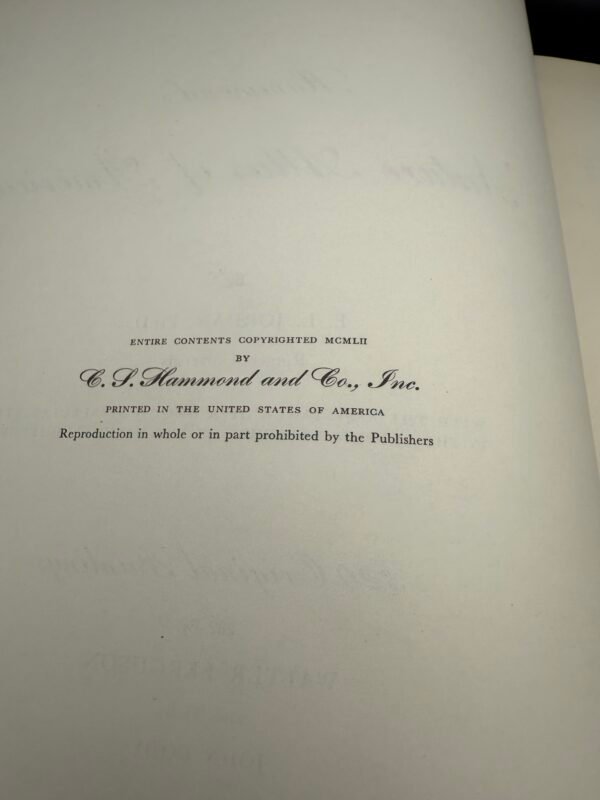 ENTIRE CONTENTS COPYRIGHTED MCMLII
BY
C. S. Hammond and Co., Inc.
PRINTED IN THE UNITED STATES OF AMERICA
Reproduction in whole or in part prohibited by the Publishers